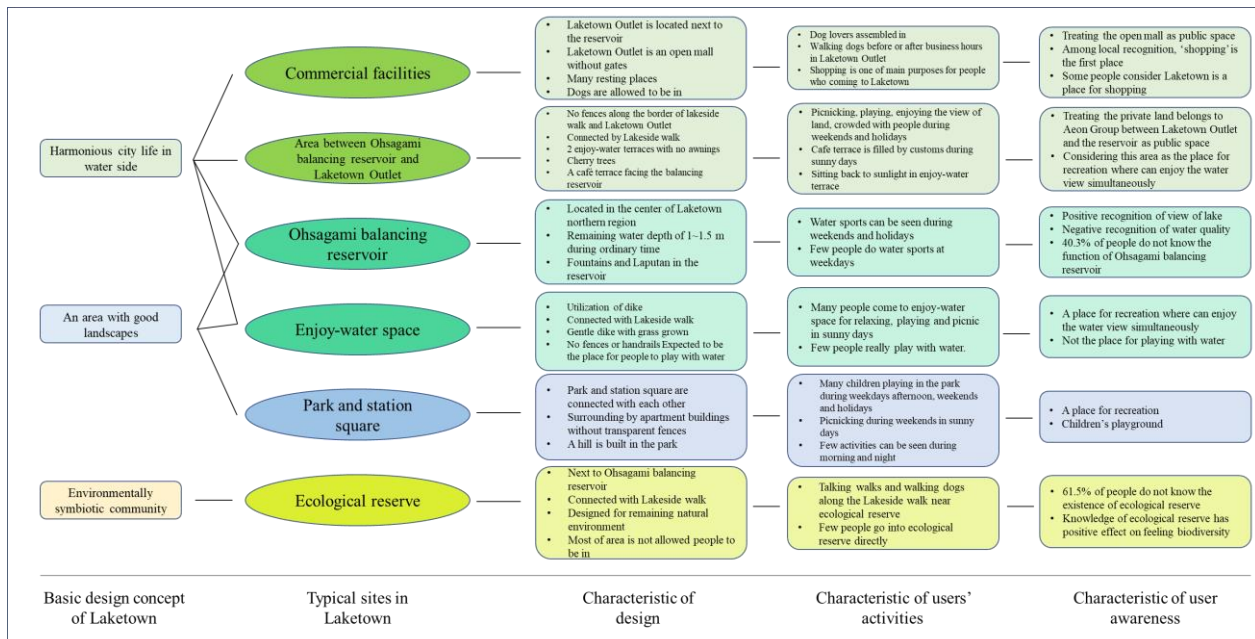 Harmonious city life in
water side
An area with good
landscapes
Environmentally
symbiotic community
Commercial facilities
Area between Ohsagami
balancing reservoir and
Laketown Outlet
Ohsagami balancing
reservoir
Enjoy-water space
Park and station
square
Ecological reserve
• Laketown Outlet is located next to
the reservoir
• Laketown Outlet is an open mall
without gates
• Many resting places
• Dogs are allowed to be in
• No fences along the border of lakeside
walk and Laketown Outlet
• Connected by Lakeside walk
• 2 enjoy-water terraces with no awnings
• Cherry trees
• A café terrace facing the balancing
reservoir
• Located in the center of Laketown
northern region
• Remaining water depth of 1~1.5 m
during ordinary time
• Fountains and Laputan in the
reservoir
• Utilization of dike
• Connected with Lakeside walk
• Gentle dike with grass grown
• No fences or handrails Expected to be
the place for people to play with water
• Park and station square are
connected with each other
• Surrounding by apartment buildings
without transparent fences
• A hill is built in the park
• Next to Ohsagami balancing
reservoir
• Connected with Lakeside walk
• Designed for remaining natural
environment
• Most of area is not allowed people to
be in
• Dog lovers assembled in
• Walking dogs before or after business hours
in Laketown Outlet
• Shopping is one of main purposes for people
who coming to Laketown
• Picnicking, playing, enjoying the view of
land, crowded with people during
weekends and holidays
• Cafe terrace is filled by customs during
sunny days
• Sitting back to sunlight in enjoy-water
terrace
• Water sports can be seen during
weekends and holidays
• Few people do water sports at
weekdays
• Many people come to enjoy-water
space for relaxing, playing and picnic
in sunny days
• Few people really play with water.
• Many children playing in the park
during weekdays afternoon, weekends
and holidays
• Picnicking during weekends in sunny
days
• Few activities can be seen during
morning and night
• Talking walks and walking dogs
along the Lakeside walk near
ecological reserve
• Few people go into ecological
reserve directly
• Treating the open mall as public space
• Among local recognition, ‘shopping’ is
the first place
• Some people consider Laketown is a
place for shopping
• Treating the private land belongs to
Aeon Group between Laketown Outlet
and the reservoir as public space
• Considering this area as the place for
recreation where can enjoy the water
view simultaneously
• Positive recognition of view of lake
• Negative recognition of water quality
• 40.3% of people do not know the
function of Ohsagami balancing
reservoir
• A place for recreation where can enjoy
the water view simultaneously
• Not the place for playing with water
• A place for recreation
• Children’s playground
• 61.5% of people do not know the
existence of ecological reserve
• Knowledge of ecological reserve has
positive effect on feeling biodiversity
Basic design concept
of Laketown
Typical sites in
Laketown
Characteristic of
design
Characteristic of users’
activities
Characteristic of user
awareness